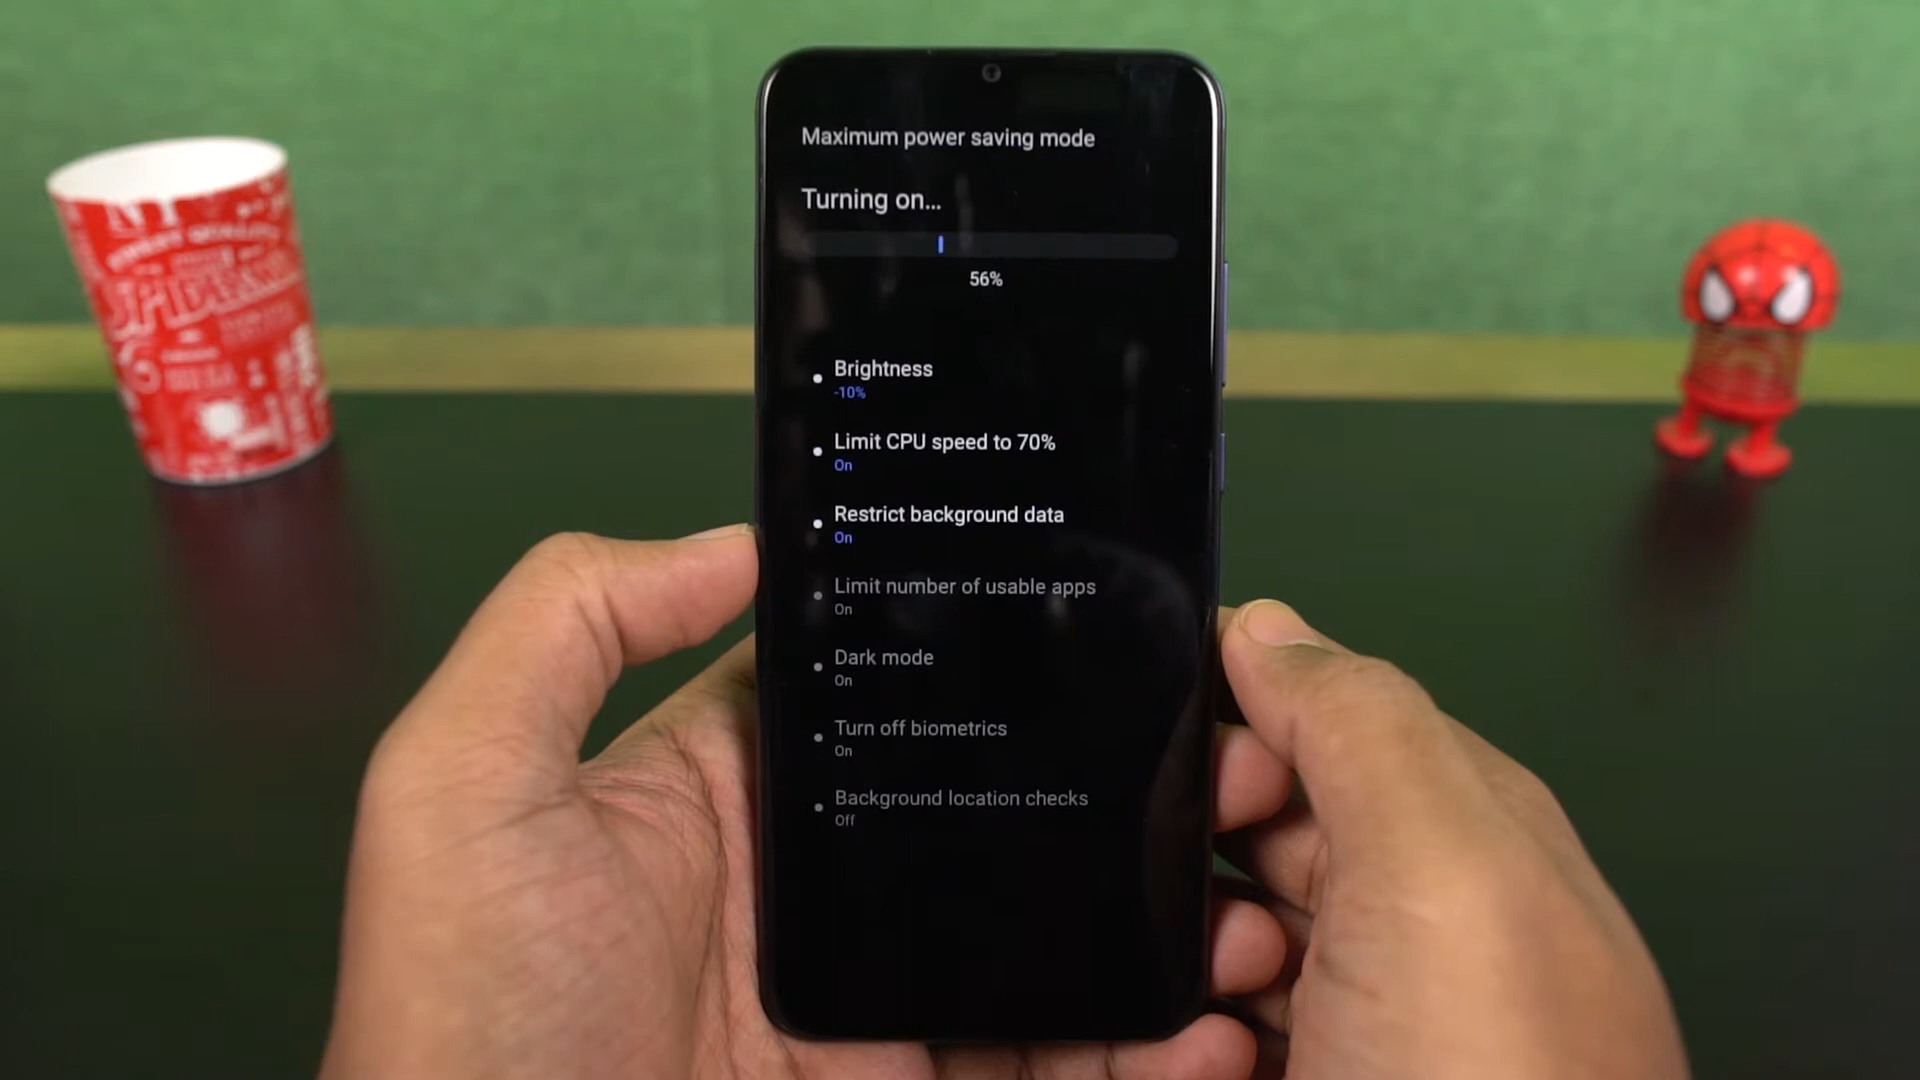 Maximum power saving mode
Turning on...
56%
Brightness
-10%
Limit CPU speed to 70%
On
Restrict background data
On
Limit number of usable apps
On
Dark mode
On
Turn off biometrics
On
Background location checks
Off